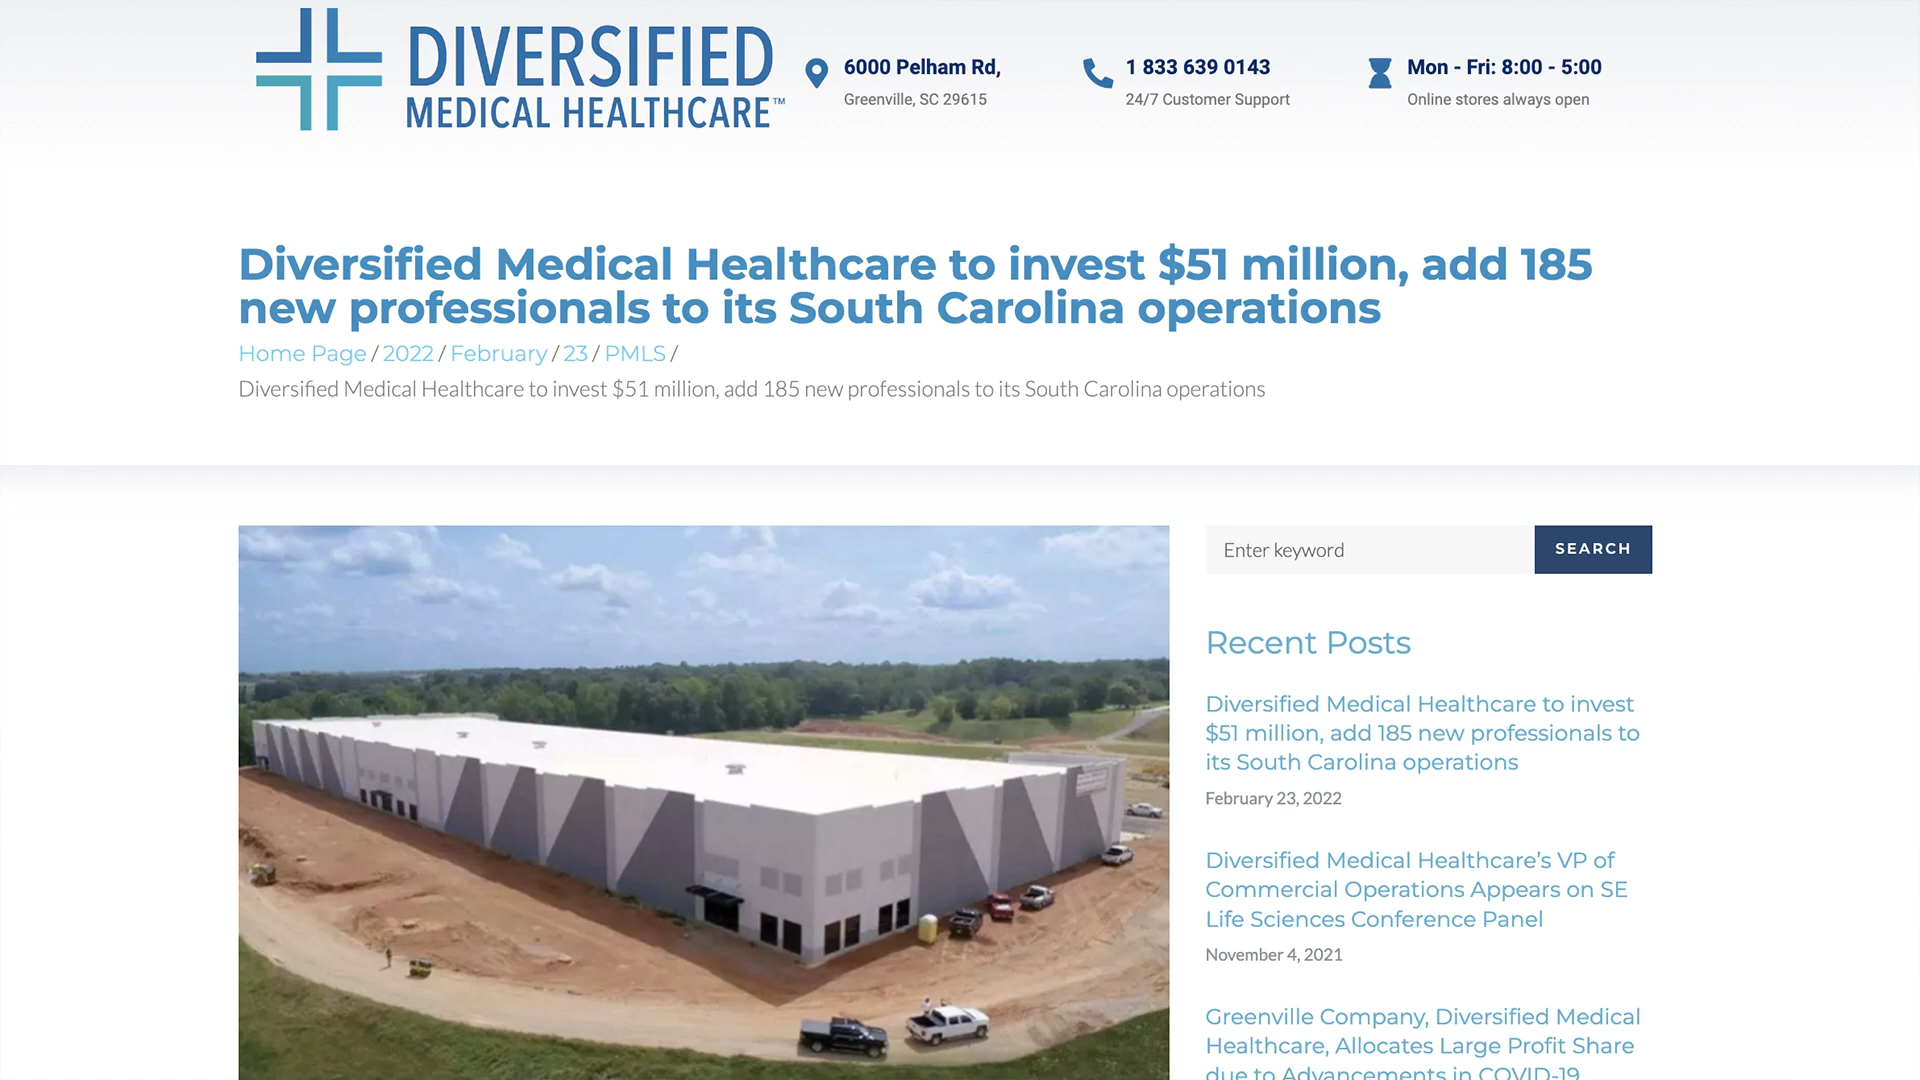 DIVERSIFIED
MEDICAL HEALTHCARE™
6000 Pelham Rd,
Greenville, SC 29615
1 833 639 0143
24/7 Customer Support
Mon - Fri: 8:00 - 5:00
Online stores always open
Diversified Medical Healthcare to invest $51 million, add 185
new professionals to its South Carolina operations
Home Page / 2022 / February / 23 / PMLS /
Diversified Medical Healthcare to invest $51 million, add 185 new professionals to its South Carolina operations
Enter keyword
SEARCH
Recent Posts
Diversified Medical Healthcare to invest
$51 million, add 185 new professionals to
its South Carolina operations
February 23, 2022
Diversified Medical Healthcare's VP of
Commercial Operations Appears on SE
Life Sciences Conference Panel
November 4, 2021
Greenville Company, Diversified Medical
Healthcare, Allocates Large Profit Share
due to Advancements in COVID-19